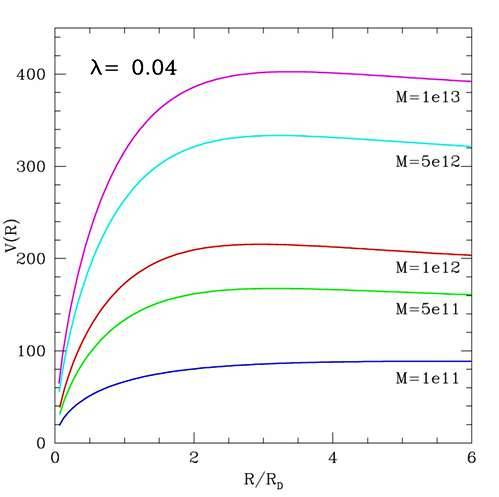 λ= 0.04
400
300
200
100
0
V(R)
M=1e13
M=5e12
M=1e12
M=5e11
M=1e11
0 2 4 6
R/R_D